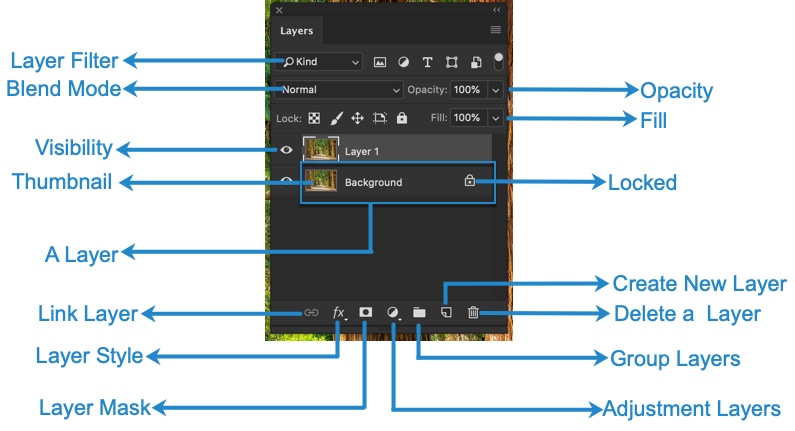 Layers
Layer Filter
Kind
Blend Mode
Normal
Opacity: 100%
Opacity
Lock:
Fill: 100%
Fill
Visibility
Layer 1
Thumbnail
Background
Locked
A Layer
Create New Layer
Link Layer
fx
Delete a Layer
Layer Style
Group Layers
Layer Mask
Adjustment Layers